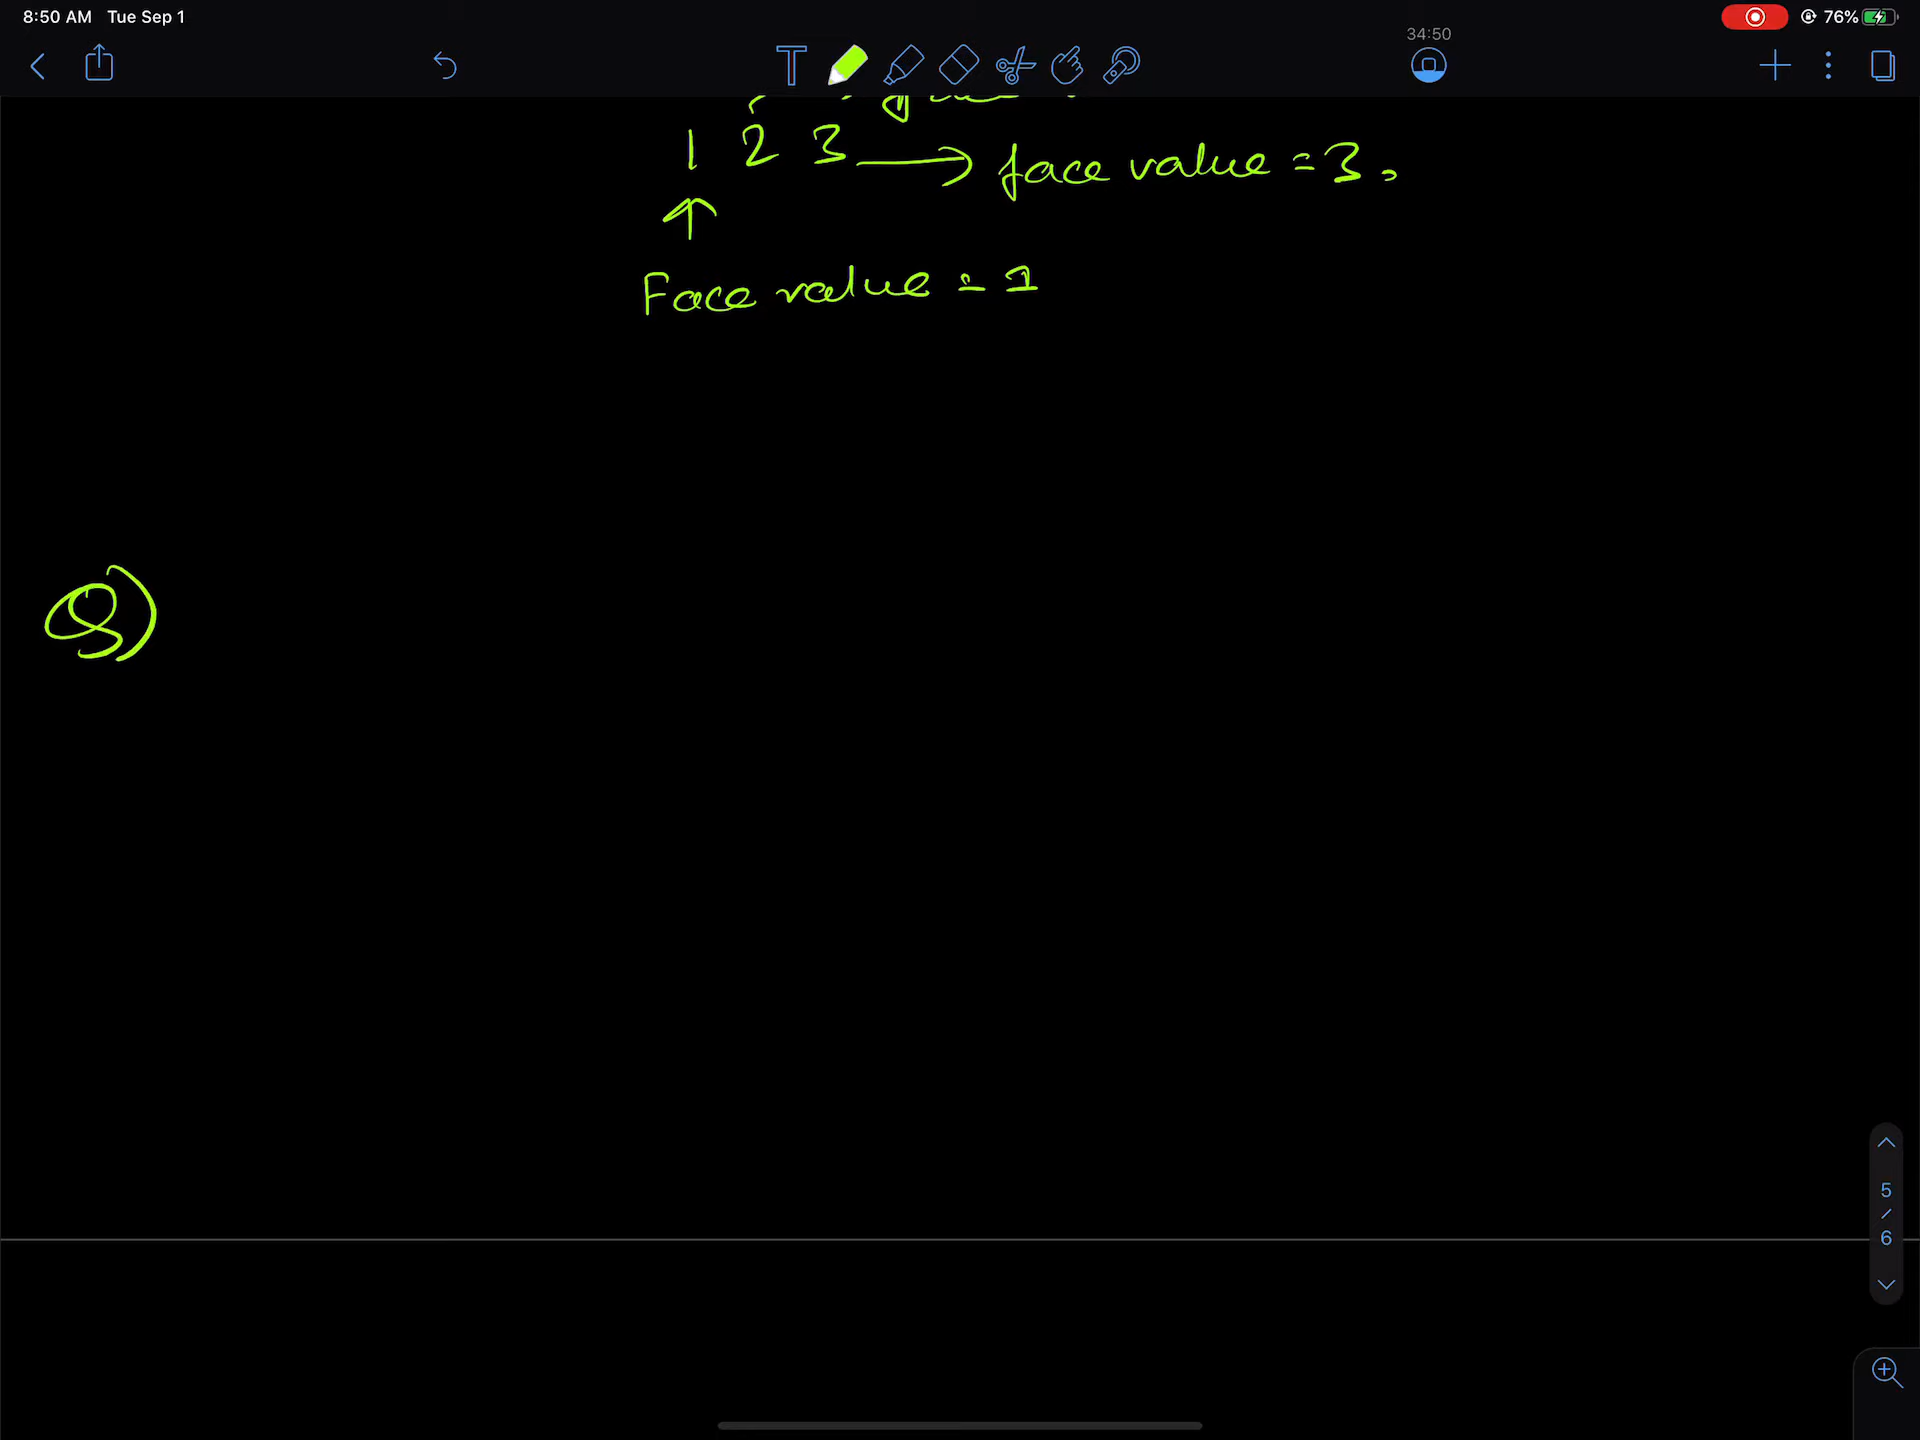 8:50 AM Tue Sep 1
76%
34:50
1 2 3 → face value = 3,
Face value = 1
Q)
5
/
6